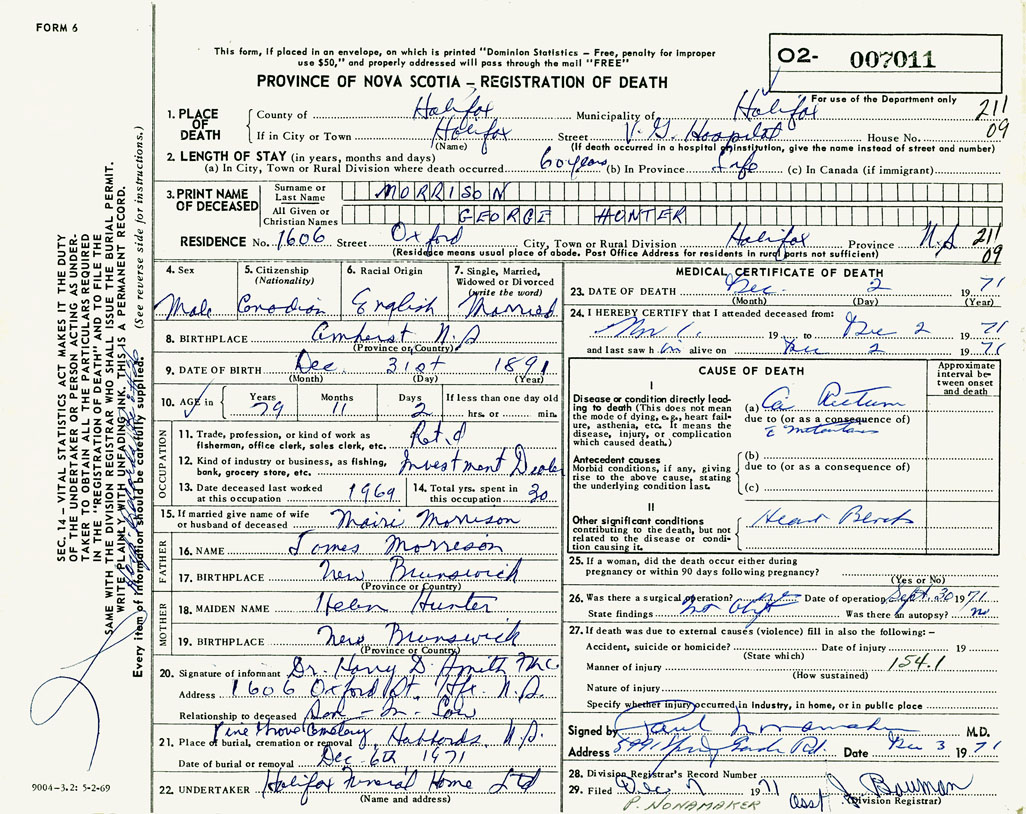 FORM 6
This form, if placed in an envelope, on which is printed "Dominion Statistics – Free, penalty for improper
use $50," and properly addressed will pass through the mail "FREE"
PROVINCE OF NOVA SCOTIA – REGISTRATION OF DEATH
O2- 007011
For use of the Department only
1. PLACE OF DEATH
County of Halifax Municipality of Halifax 211
If in City or Town Halifax Street V. G. Hospital House No. 09
(Name) (If death occurred in a hospital or institution, give the name instead of street and number)
2. LENGTH OF STAY (in years, months and days)
(a) In City, Town or Rural Division where death occurred 60 years (b) In Province Life (c) In Canada (if immigrant)
3. PRINT NAME OF DECEASED
Surname or Last Name MORRISON
All Given or Christian Names GEORGE HUNTER
RESIDENCE No. 1606 Street Oxford City, Town or Rural Division Halifax Province N.S 211
(Residence means usual place of abode. Post Office Address for residents in rural parts not sufficient) 09
4. Sex Male
5. Citizenship (Nationality) Canadian
6. Racial Origin English
7. Single, Married, Widowed or Divorced (write the word) Married
8. BIRTHPLACE Amherst N.S
(Province or Country)
9. DATE OF BIRTH Dec 31st 1891
(Month) (Day) (Year)
10. AGE in Years 79 Months 11 Days 2 If less than one day old hrs. or min.
OCCUPATION
11. Trade, profession, or kind of work as fisherman, office clerk, sales clerk, etc. Ret'd
12. Kind of industry or business, as fishing, bank, grocery store, etc. Investment Dealer
13. Date deceased last worked at this occupation 1969
14. Total yrs. spent in this occupation 30
15. If married give name of wife or husband of deceased Mairi Morrison
FATHER
16. NAME James Morrison
17. BIRTHPLACE New Brunswick
(Province or Country)
MOTHER
18. MAIDEN NAME Helen Hunter
19. BIRTHPLACE New Brunswick
(Province or Country)
20. Signature of informant Dr. Harry D. Smith
Address 1606 Oxford St. Hfx. N.S.
Relationship to deceased Son-in-Law
21. Place of burial, cremation or removal Pine Grove Cemetery, Hubbards, N.S.
Date of burial or removal Dec 6th 1971
22. UNDERTAKER Halifax Funeral Home Ltd
(Name and address)
MEDICAL CERTIFICATE OF DEATH
23. DATE OF DEATH Dec. 2 1971
(Month) (Day)
24. I HEREBY CERTIFY that I attended deceased from:
19 to Dec 2 1971
and last saw him alive on Dec 2 1971
CAUSE OF DEATH
Approximate interval between onset and death
I
Disease or condition directly leading to death (This does not mean the mode of dying, e.g., heart failure, asthenia, etc. It means the disease, injury, or complication which caused death.)
(a) Ca Rectum
due to (or as a consequence of)
Antecedent causes
Morbid conditions, if any, giving rise to the above cause, stating the underlying condition last.
(b)
due to (or as a consequence of)
(c)
II
Other significant conditions contributing to the death, but not related to the disease or condition causing it.
Heart Block
25. If a woman, did the death occur either during
pregnancy or within 90 days following pregnancy?
(Yes or No)
26. Was there a surgical operation? Date of operation Sept. 30 1971
State findings Was there an autopsy? no
27. If death was due to external causes (violence) fill in also the following: –
Accident, suicide or homicide? Date of injury 19
(State which)
Manner of injury 154.1
(How sustained)
Nature of injury
Specify whether injury occurred in industry, in home, or in public place
Signed by Paul Nonamaker M.D.
Address 5991 Spring Garden Rd. Date Dec 3 1971
28. Division Registrar's Record Number
29. Filed Dec 7 1971 Asst J. Bauman
(Division Registrar)
P. NONAMAKER
SEC. 14 – VITAL STATISTICS ACT MAKES IT THE DUTY
OF THE UNDERTAKER OR PERSON ACTING AS UNDERTAKER TO OBTAIN ALL THE PARTICULARS REQUIRED
IN THE "REGISTRATION OF DEATH" AND TO FILE THE
SAME WITH THE DIVISION REGISTRAR WHO SHALL ISSUE THE BURIAL PERMIT.
WRITE PLAINLY WITH UNFADING INK. THIS IS A PERMANENT RECORD.
Every item of information should be carefully supplied. (See reverse side for instructions.)
9004–3.2: 5-2-69